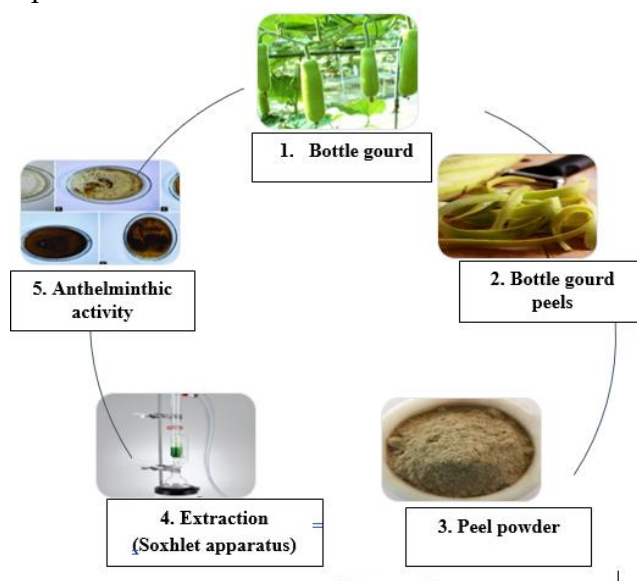 1. Bottle gourd
2. Bottle gourd
peels
3. Peel powder
4. Extraction
(Soxhlet apparatus)
5. Anthelminthic
activity